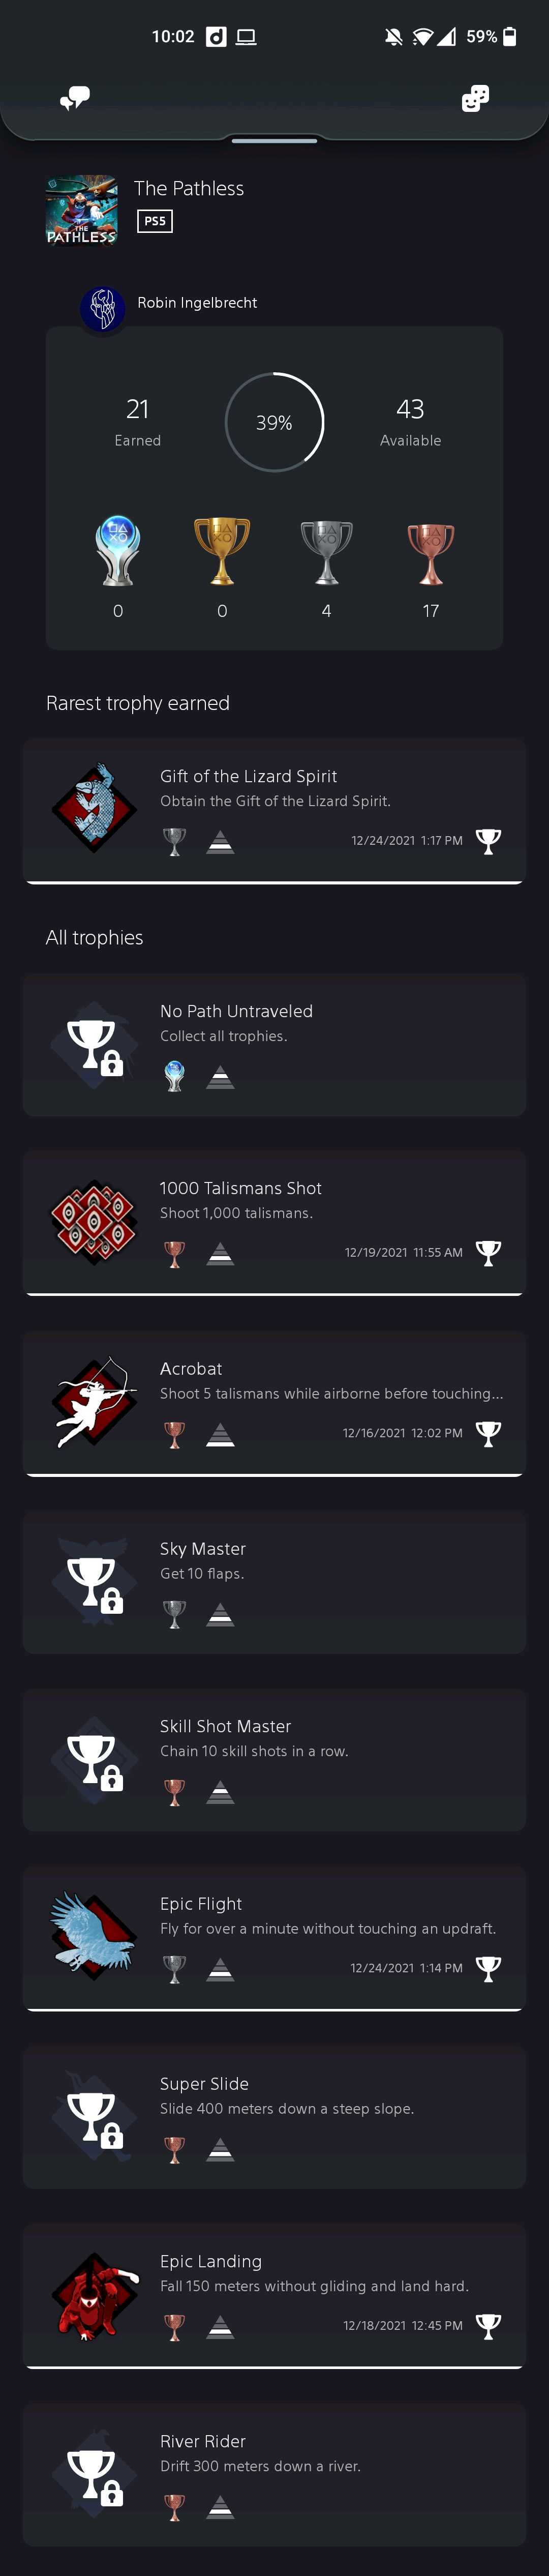 10:02
59%
The Pathless
THE
PATHLESS
PS5
Robin Ingelbrecht
21
Earned
39%
43
Available
0
0
4
17
Rarest trophy earned
Gift of the Lizard Spirit
Obtain the Gift of the Lizard Spirit.
12/24/2021 1:17 PM
All trophies
No Path Untraveled
Collect all trophies.
1000 Talismans Shot
Shoot 1,000 talismans.
12/19/2021 11:55 AM
Acrobat
Shoot 5 talismans while airborne before touching...
12/16/2021 12:02 PM
Sky Master
Get 10 flaps.
Skill Shot Master
Chain 10 skill shots in a row.
Epic Flight
Fly for over a minute without touching an updraft.
12/24/2021 1:14 PM
Super Slide
Slide 400 meters down a steep slope.
Epic Landing
Fall 150 meters without gliding and land hard.
12/18/2021 12:45 PM
River Rider
Drift 300 meters down a river.